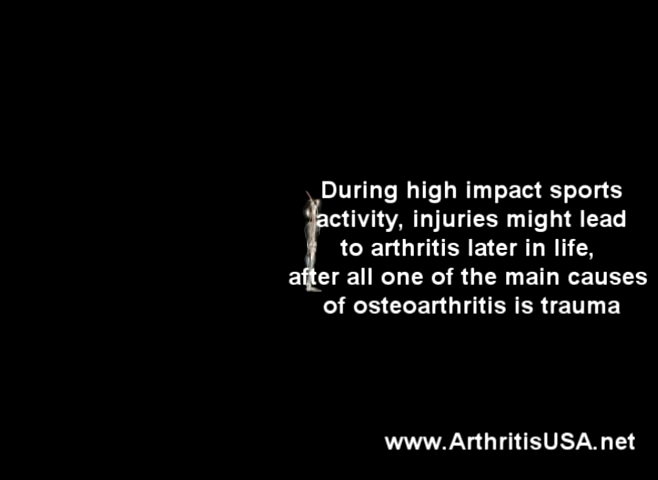 During high impact sports
activity, injuries might lead
to arthritis later in life,
after all one of the main causes
of osteoarthritis is trauma
www.ArthritisUSA.net